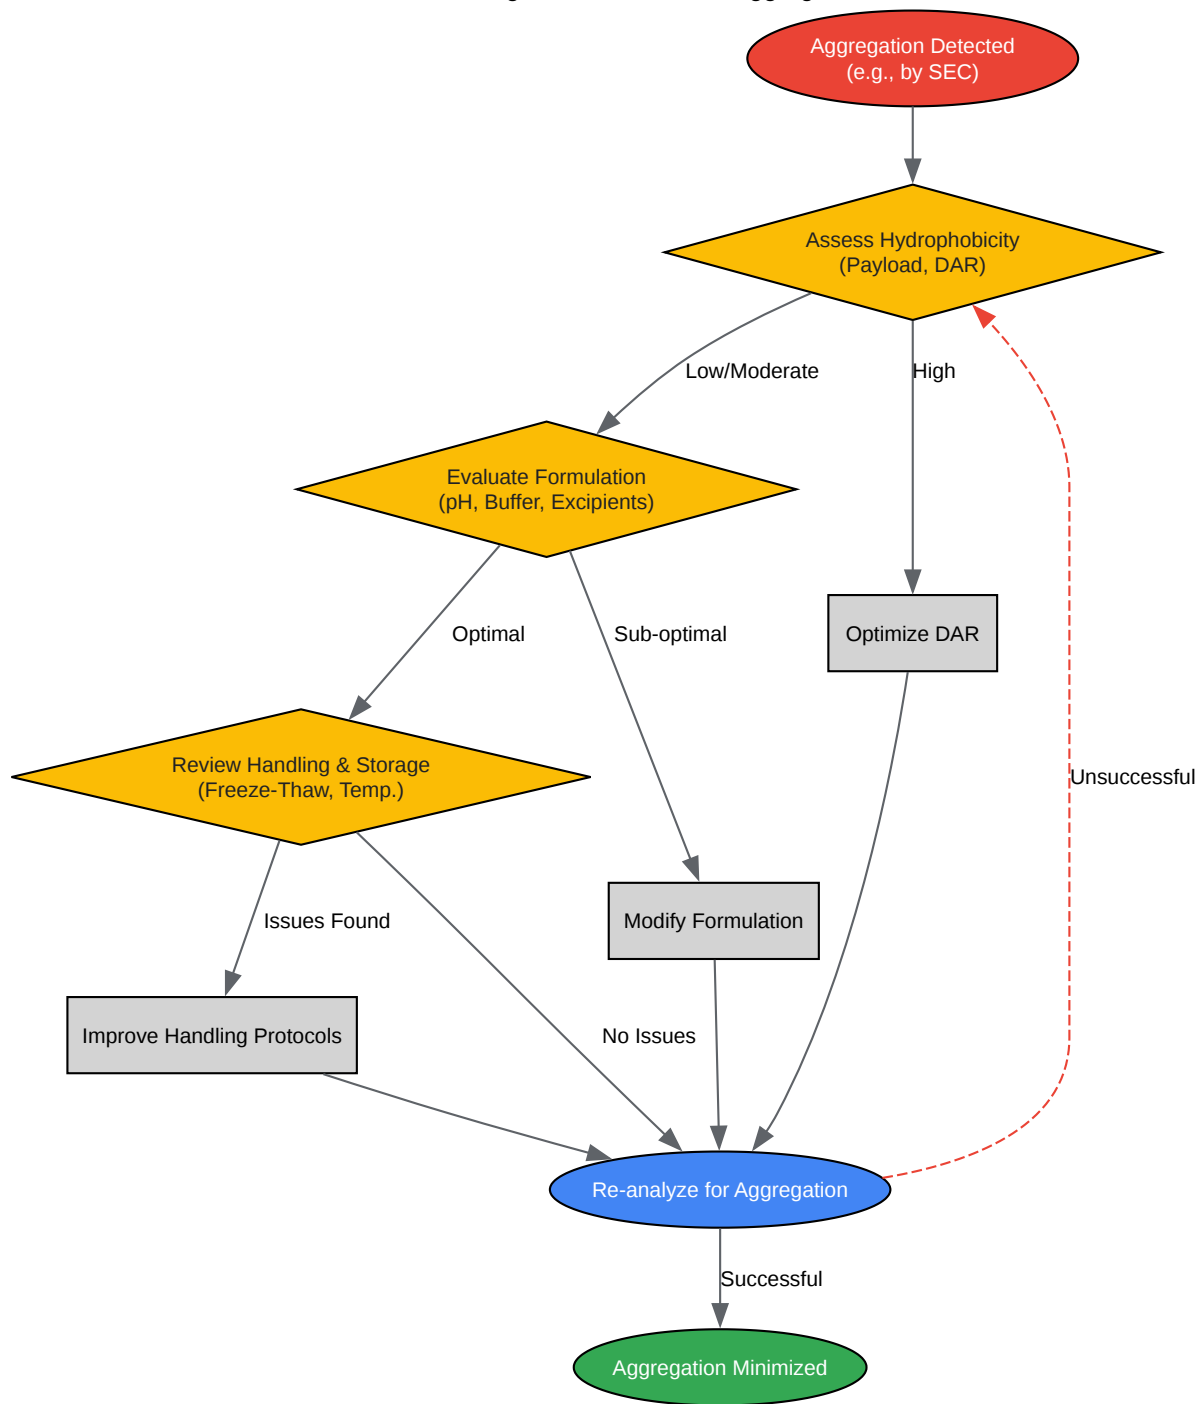 Aggregation Detected
(e.g., by SEC)
Assess Hydrophobicity
(Payload, DAR)
Low/Moderate
High
Evaluate Formulation
(pH, Buffer, Excipients)
Optimal
Sub-optimal
Optimize DAR
Review Handling & Storage
(Freeze-Thaw, Temp.)
Unsuccessful
Issues Found
Modify Formulation
Improve Handling Protocols
No Issues
Re-analyze for Aggregation
Successful
Aggregation Minimized